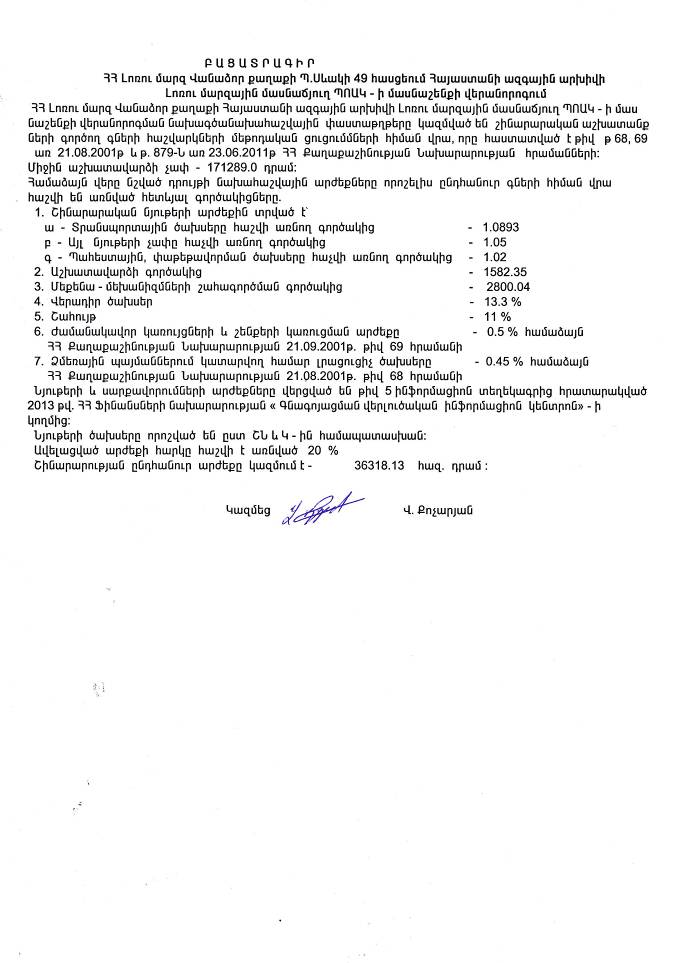 ԲԱՑԱՏՐԱԳԻՐ
ՀՀ Լոռու մարզ Վանաձոր քաղաքի Պ.Սևակի 49 հասցեում Հայաստանի ազգային արխիվի
Լոռու մարզային մասնաճյուղ ՊՈԱԿ - ի մասնաշենքի վերանորոգում
ՀՀ Լոռու մարզ Վանաձոր քաղաքի Հայաստանի ազգային արխիվի Լոռու մարզային մասնաճյուղ ՊՈԱԿ - ի մաս
նաշենքի վերանորոգման նախագծանախահաշվային փաստաթղթերը կազմված են շինարարական աշխատանք
ների գործող գների հաշվարկների մեթոդական ցուցումմների հիման վրա, որը հաստատված է թիվ թ 68, 69
առ 21.08.2001թ և թ. 879-Ն առ 23.06.2011թ ՀՀ Քաղաքաշինության Նախարարության հրամանների:
Միջին աշխատավարձի չափ - 171289.0 դրամ:
Համաձայն վերը նշված դրույթի նախահաշվային արժեքները որոշելիս ընդհանուր գների հիման վրա
հաշվի են առնված հետևյալ գործակիցները.
1. Շինարարական նյութերի արժեքին տրված է՝
ա - Տրանսպորտային ծախսերը հաշվի առնող գործակից - 1.0893
բ - Այլ նյութերի չափը հաշվի առնող գործակից - 1.05
գ - Պահեստային, փաթեթավորման ծախսերը հաշվի առնող գործակից - 1.02
2. Աշխատավարձի գործակից - 1582.35
3. Մեքենա - մեխանիզմների շահագործման գործակից - 2800.04
4. Վերադիր ծախսեր - 13.3 %
5. Շահույթ - 11 %
6. Ժամանակավոր կառույցների և շենքերի կառուցման արժեքը - 0.5 % համաձայն
ՀՀ Քաղաքաշինության Նախարարության 21.09.2001թ. թիվ 69 հրամանի
7. Ձմեռային պայմաններում կատարվող համար լրացուցիչ ծախսերը - 0.45 % համաձայն
ՀՀ Քաղաքաշինության Նախարարության 21.08.2001թ. թիվ 68 հրամանի
Նյութերի և սարքավորումների արժեքները վերցված են թիվ 5 ինֆորմացիոն տեղեկագրից հրատարակված
2013 թվ. ՀՀ Ֆինանսների նախարարության « Գնագոյացման վերլուծական ինֆորմացիոն կենտրոն» - ի
կողմից:
Նյութերի ծախսերը որոշված են ըստ ՇՆ և Կ - ին համապատասխան:
Ավելացված արժեքի հարկը հաշվի է առնված 20 %
Շինարարության ընդհանուր արժեքը կազմում է - 36318.13 հազ. դրամ :
Կազմեց Վ. Քոչարյան